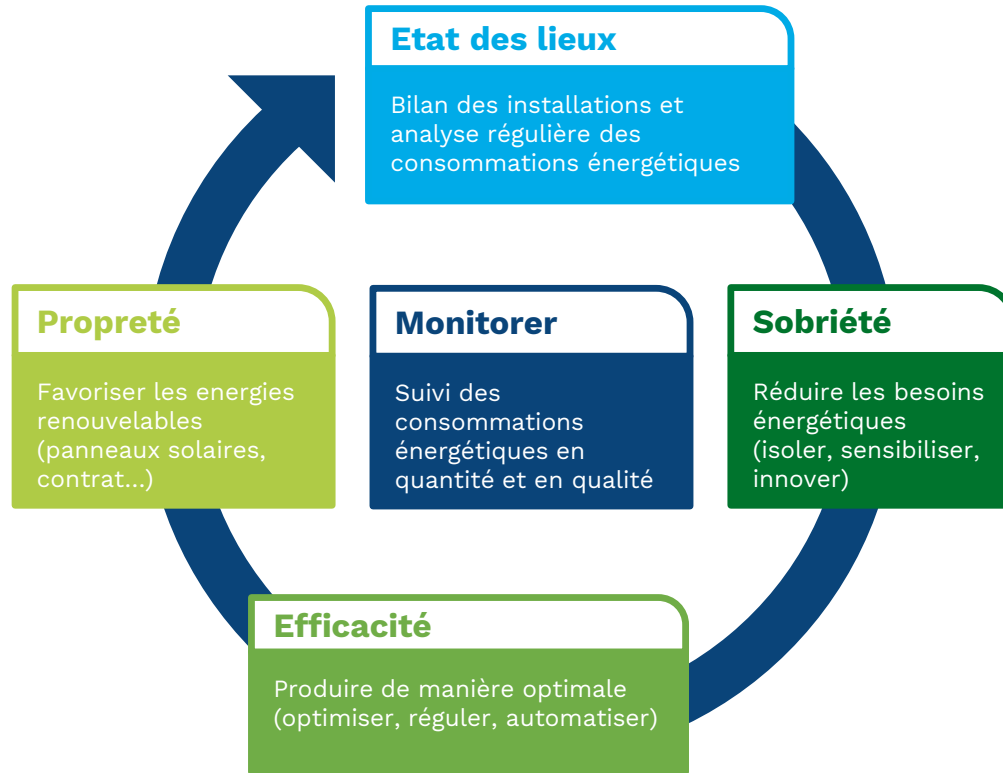 Etat des lieux
Bilan des installations et
analyse régulière des
consommations énergétiques
Propreté
Favoriser les energies
renouvelables
(panneaux solaires,
contrat...)
Monitorer
Suivi des
consommations
énergétiques en
quantité et en qualité
Sobriété
Réduire les besoins
énergétiques
(isoler, sensibiliser,
innover)
Efficacité
Produire de manière optimale
(optimiser, réguler, automatiser)